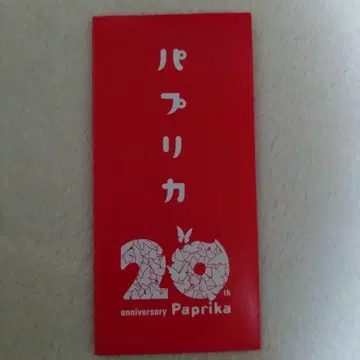 パプリカ
20th
anniversary Paprika